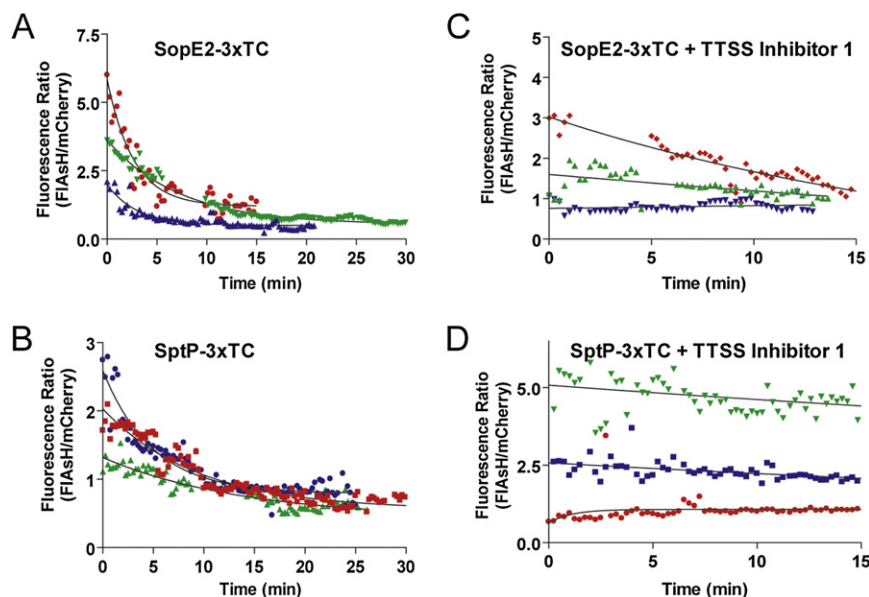 A
SopE2-3xTC
Fluorescence Ratio
(FlAsH/mCherry)
7.5
5.0
2.5
0.0
0 5 10 15 20 25 30
Time (min)
C
SopE2-3xTC + TTSS Inhibitor 1
Fluorescence Ratio
(FlAsH/mCherry)
5
4
3
2
1
0
0 5 10 15
Time (min)
B
SptP-3xTC
Fluorescence Ratio
(FlAsH/mCherry)
3
2
1
0
0 5 10 15 20 25 30
Time (min)
D
SptP-3xTC + TTSS Inhibitor 1
Fluorescence Ratio
(FlAsH/mCherry)
5.0
2.5
0.0
0 5 10 15
Time (min)